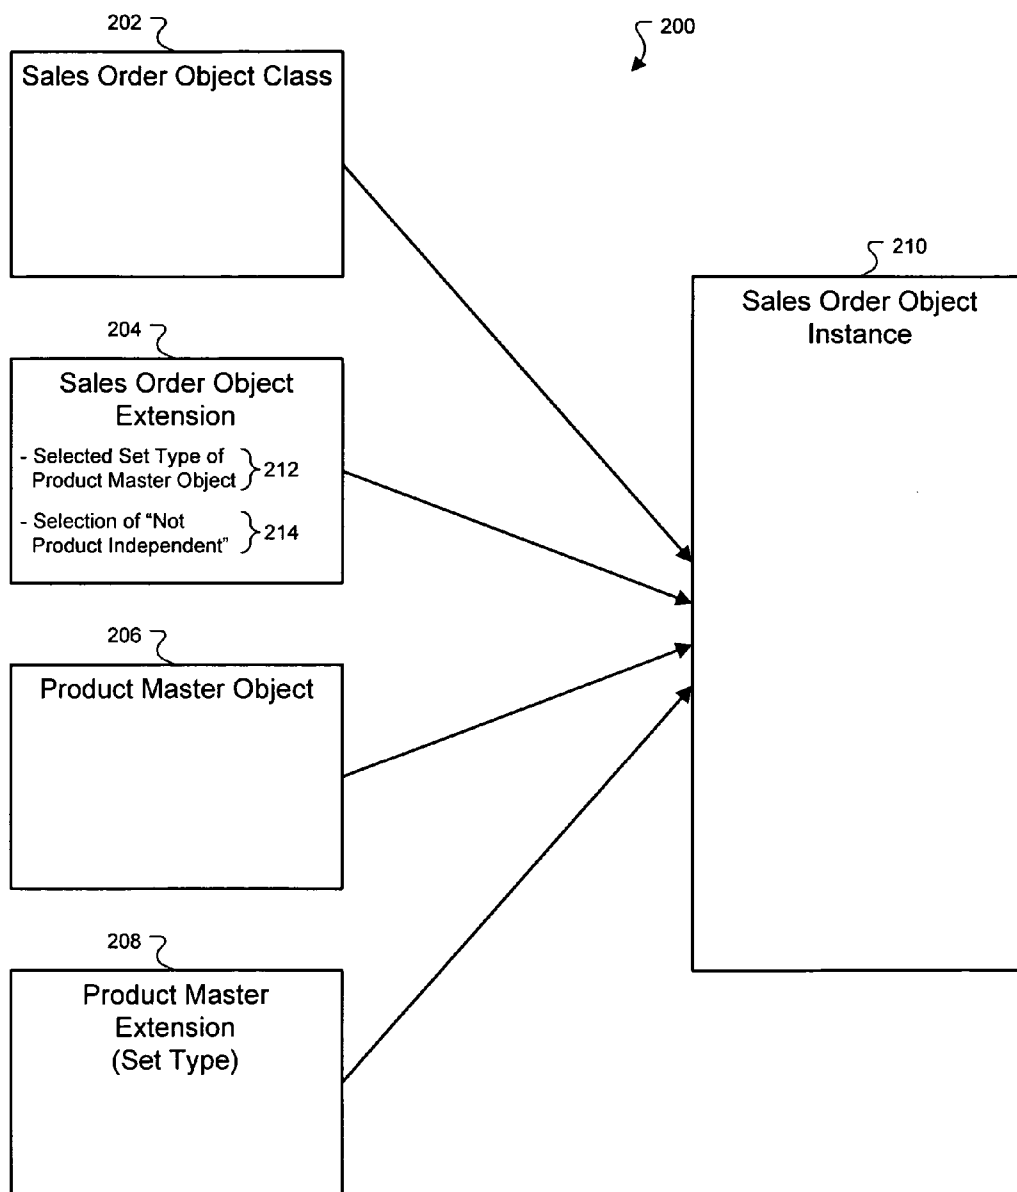 202
200
Sales Order Object Class
210
Sales Order Object
Instance
204
Sales Order Object
Extension
- Selected Set Type of
Product Master Object
212
- Selection of “Not
Product Independent”
214
206
Product Master Object
208
Product Master
Extension
(Set Type)